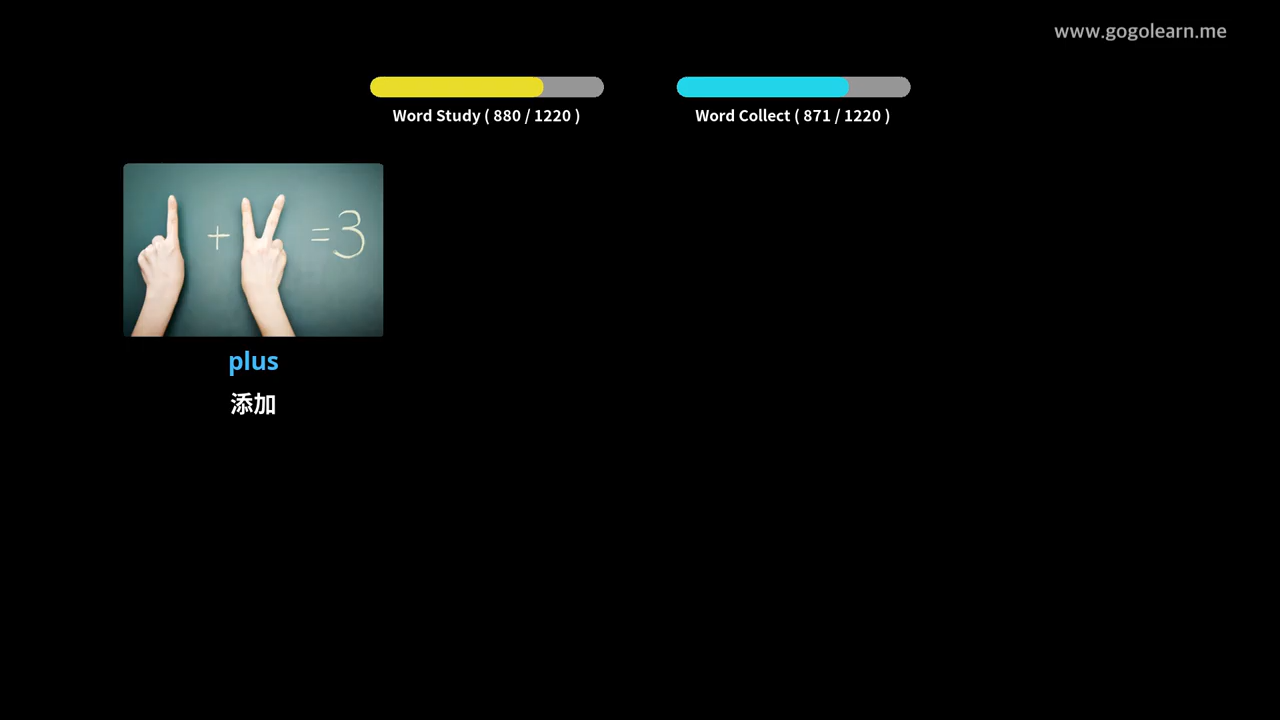 www.gogolearn.me
Word Study ( 880 / 1220 )
Word Collect ( 871 / 1220 )
+ =3
plus
添加